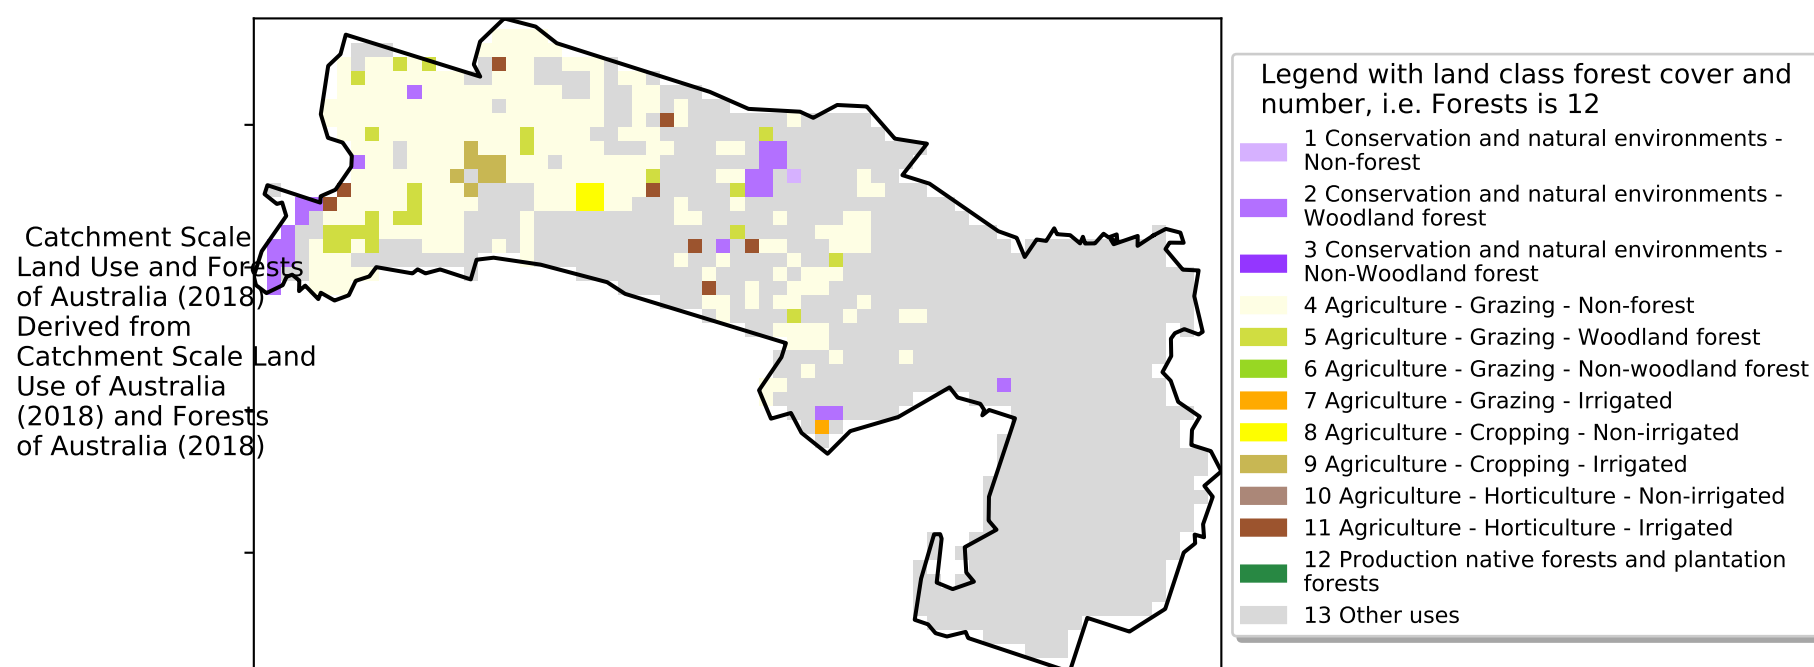 Catchment Scale
Land Use and Forests
of Australia (2018)
Derived from
Catchment Scale Land
Use of Australia
(2018) and Forests
of Australia (2018)
Legend with land class forest cover and
number, i.e. Forests is 12
1 Conservation and natural environments -
Non-forest
2 Conservation and natural environments -
Woodland forest
3 Conservation and natural environments -
Non-Woodland forest
4 Agriculture - Grazing - Non-forest
5 Agriculture - Grazing - Woodland forest
6 Agriculture - Grazing - Non-woodland forest
7 Agriculture - Grazing - Irrigated
8 Agriculture - Cropping - Non-irrigated
9 Agriculture - Cropping - Irrigated
10 Agriculture - Horticulture - Non-irrigated
11 Agriculture - Horticulture - Irrigated
12 Production native forests and plantation
forests
13 Other uses